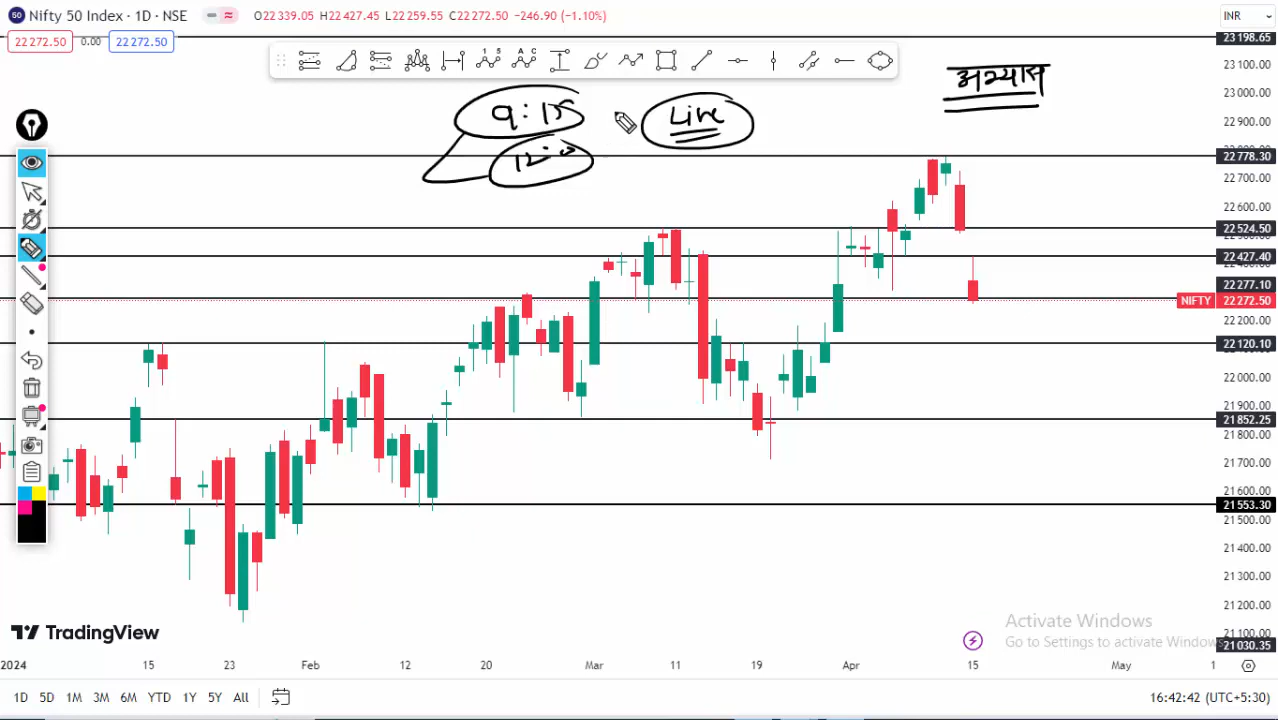 50 Nifty 50 Index · 1D · NSE O22339.05 H22427.45 L22259.55 C22272.50 −246.90 (−1.10%) INR
22272.50 0.00 22272.50
23198.65
23100.00
अभ्यास
23000.00
9:15 Live
22900.00
22778.30
22700.00
22600.00
22524.50
22427.40
22277.10
NIFTY 22272.50
22200.00
22120.10
22000.00
21900.00
21852.25
21800.00
21700.00
21600.00
21553.30
21500.00
21400.00
21300.00
21200.00
Activate Windows
TradingView
21100.00
Go to Settings to activate Windows.
21030.35
2024 15 23 Feb 12 20 Mar 11 19 Apr 15 May 1
1D 5D 1M 3M 6M YTD 1Y 5Y All 16:42:42 (UTC+5:30)